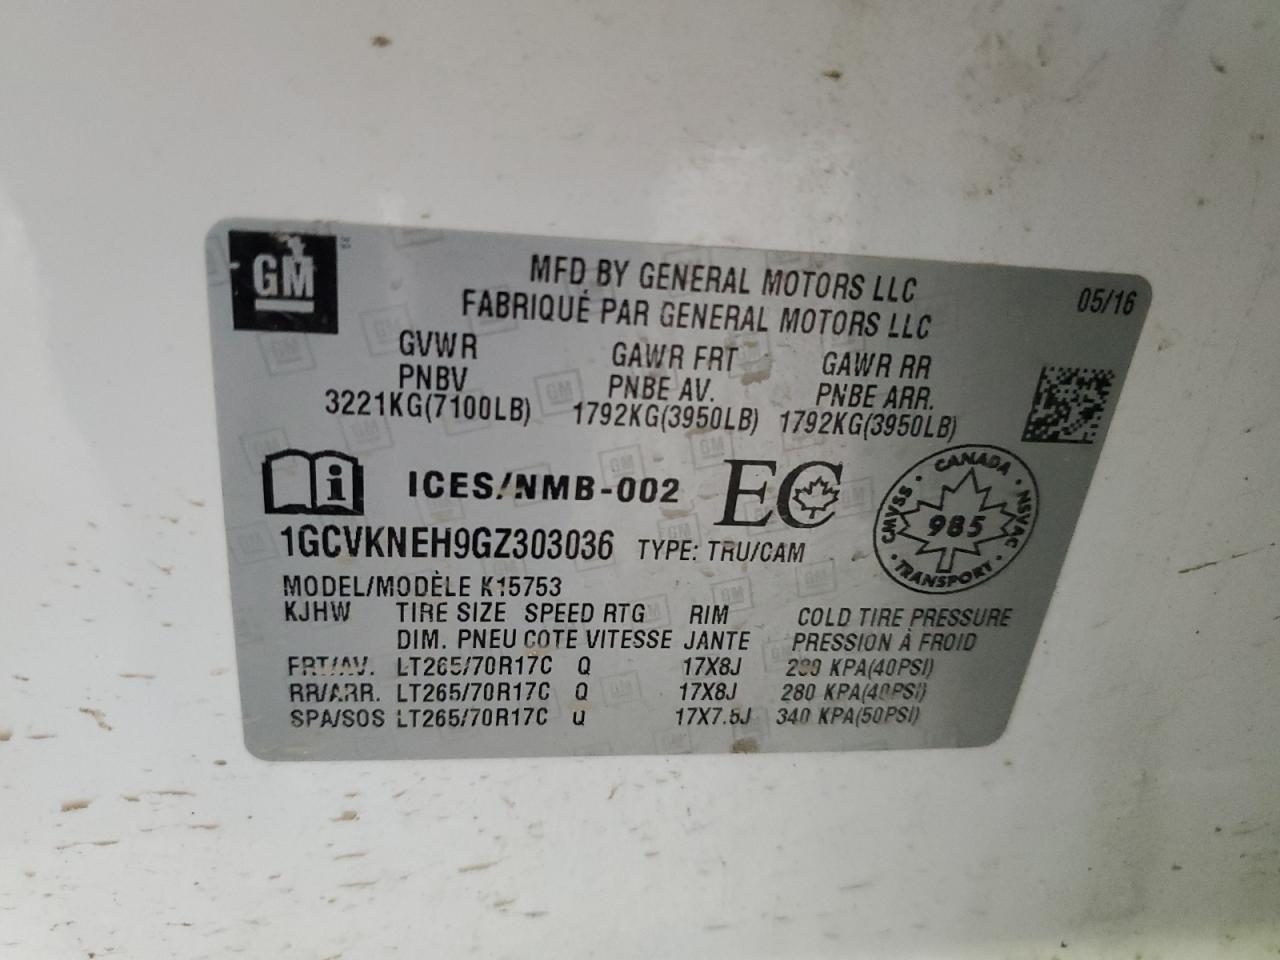 GM
MFD BY GENERAL MOTORS LLC
05/16
FABRIQUÉ PAR GENERAL MOTORS LLC
GVWR GAWR FRT GAWR RR
PNBV PNBE AV. PNBE ARR.
3221KG(7100LB) 1792KG(3950LB) 1792KG(3950LB)
i ICES/NMB-002 EC
CANADA
CMVSS · 985 · NSVAC
TRANSPORT
1GCVKNEH9GZ303036 TYPE: TRU/CAM
MODEL/MODÈLE K15753
KJHW TIRE SIZE SPEED RTG RIM COLD TIRE PRESSURE
DIM. PNEU COTE VITESSE JANTE PRESSION À FROID
FRT/AV. LT265/70R17C Q 17X8J 280 KPA(40PSI)
RR/ARR. LT265/70R17C Q 17X8J 280 KPA(40PSI)
SPA/SOS LT265/70R17C Q 17X7.5J 340 KPA(50PSI)